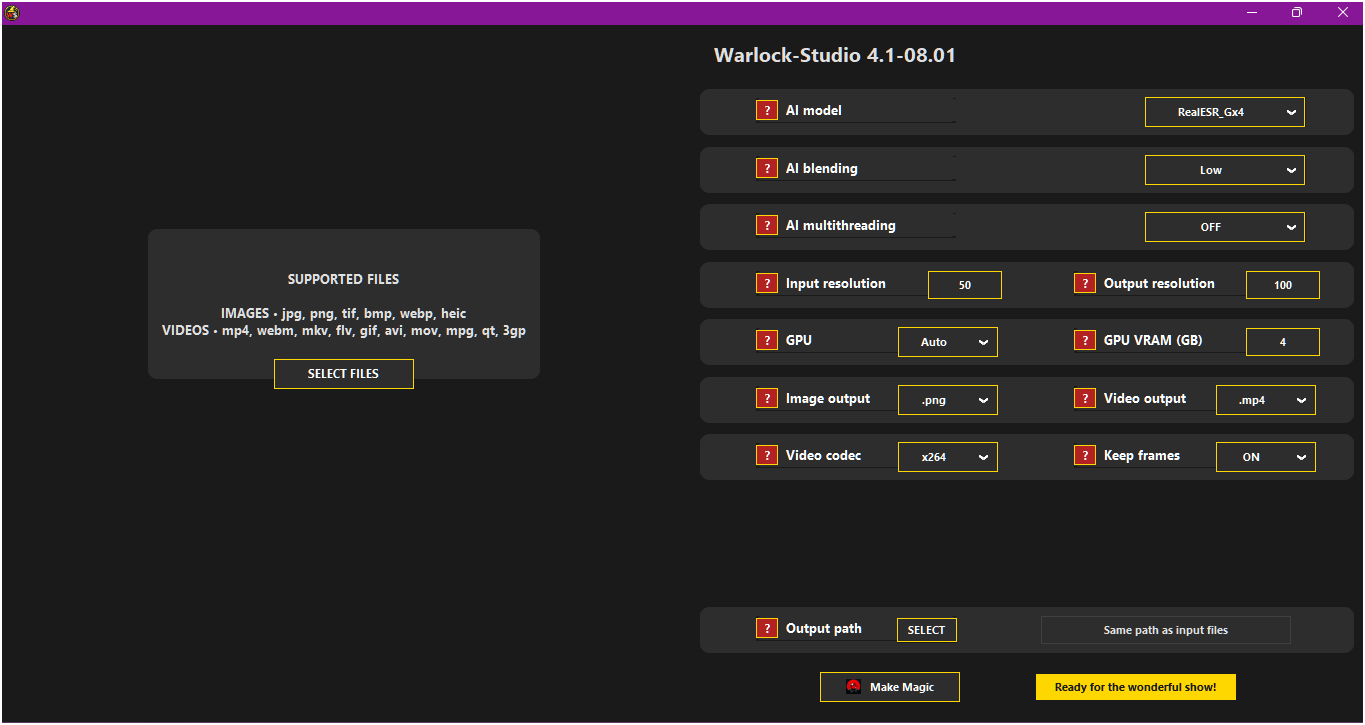 Warlock-Studio 4.1-08.01
? AI model RealESR_Gx4
? AI blending Low
? AI multithreading OFF
? Input resolution 50 ? Output resolution 100
? GPU Auto ? GPU VRAM (GB) 4
? Image output .png ? Video output .mp4
? Video codec x264 ? Keep frames ON
SUPPORTED FILES
IMAGES • jpg, png, tif, bmp, webp, heic
VIDEOS • mp4, webm, mkv, flv, gif, avi, mov, mpg, qt, 3gp
SELECT FILES
? Output path SELECT Same path as input files
Make Magic Ready for the wonderful show!